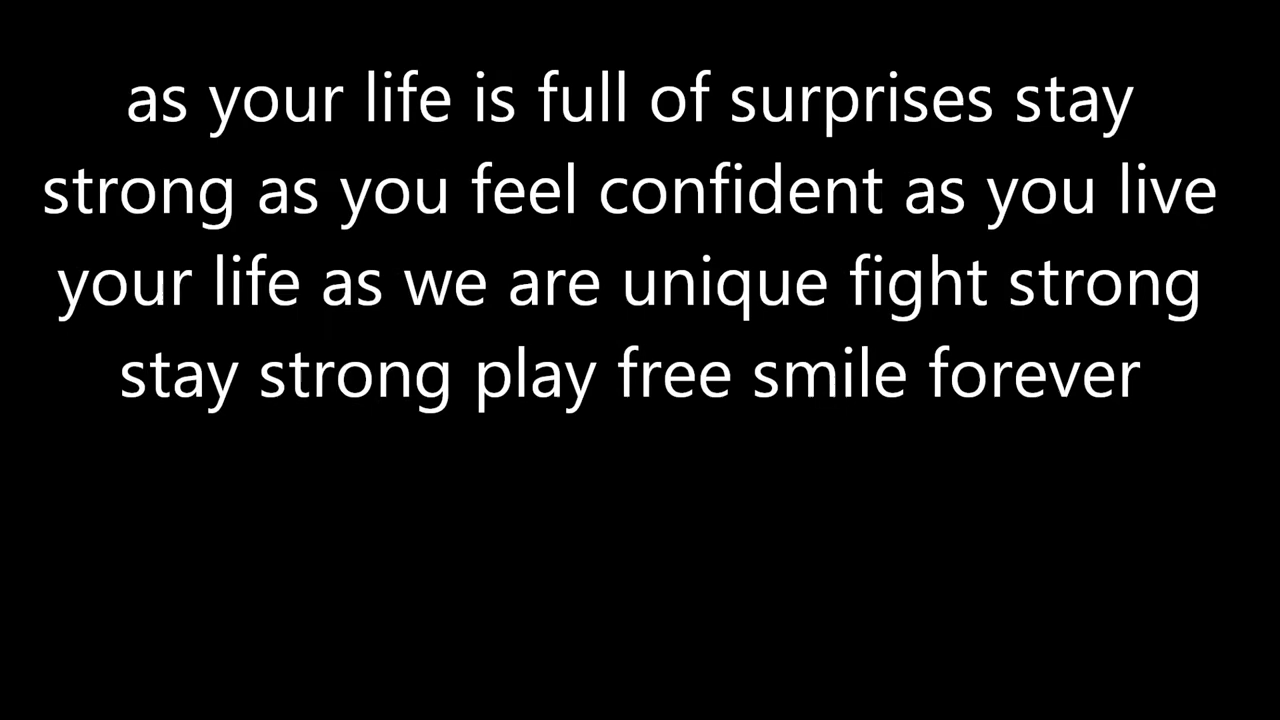 as your life is full of surprises stay
strong as you feel confident as you live
your life as we are unique fight strong
stay strong play free smile forever